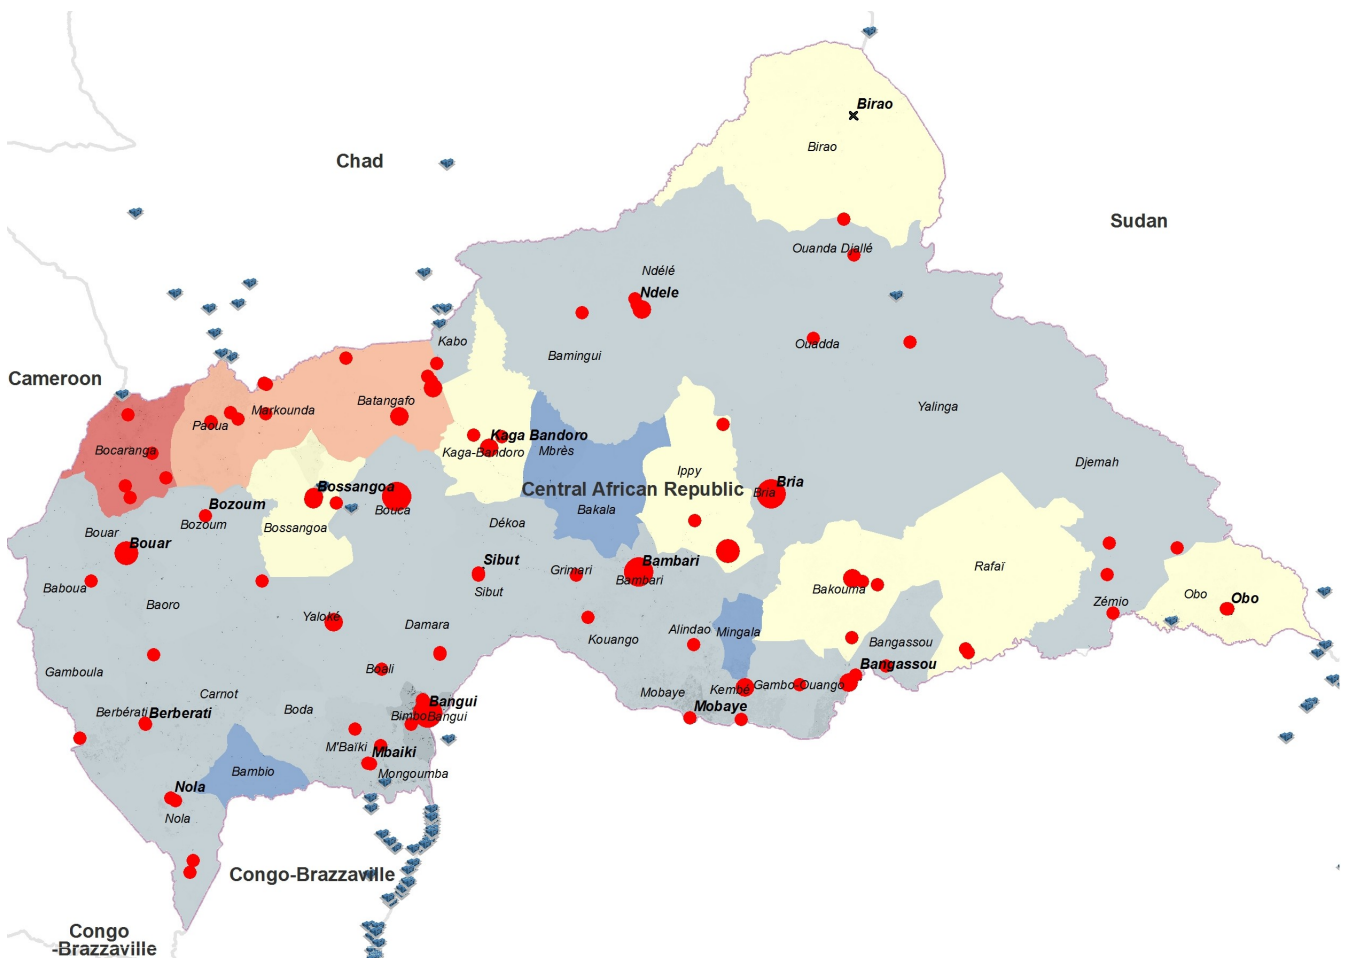 Birao
Birao
Chad
Sudan
Ouanda Djallé
Ndélé
Ndele
Kabo
Ouadda
Bamingui
Cameroon
Batangafo
Markounda
Paoua
Yalinga
Kaga Bandoro
Kaga-Bandoro
Mbrès
Bocaranga
Djemah
Ippy
Bria
Bria
Central African Republic
Bossangoa
Bouca
Bakala
Bozoum
Bozoum
Bossangoa
Dékoa
Bouar
Bouar
Sibut
Sibut
Grimari
Bambari
Bambari
Rafaï
Bakouma
Baboua
Baoro
Obo
Obo
Zémio
Yaloké
Damara
Alindao
Mingala
Kouango
Bangassou
Bangassou
Boali
Gamboula
Carnot
Mobaye
Kembé
Gambo-Ouango
Mobaye
Bangui
Berbérati
Berberati
Boda
Bimbo
Bangui
M'Baïki
Mbaiki
Mongoumba
Bambio
Nola
Nola
Congo-Brazzaville
Congo
-Brazzaville